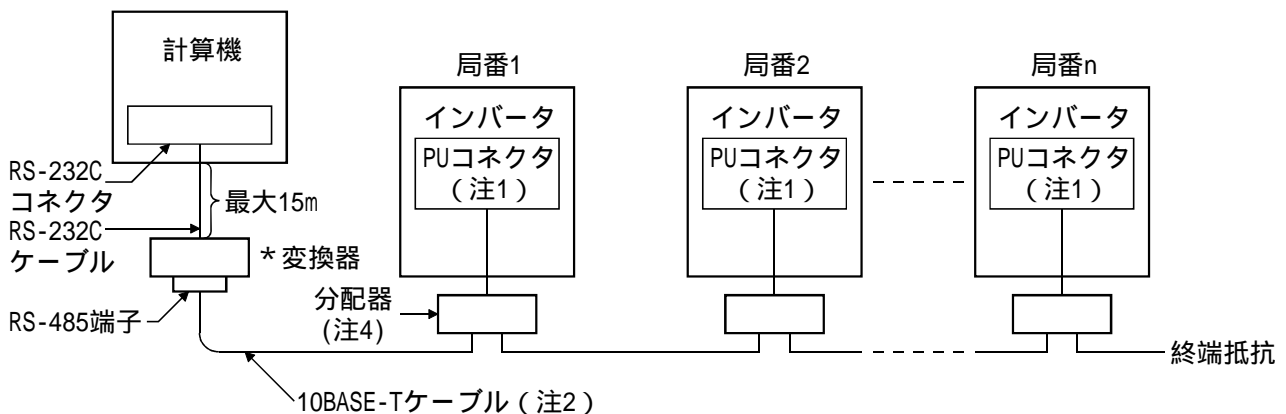 計算機
局番1
局番2
局番n
インバータ
PUコネクタ
(注1)
インバータ
PUコネクタ
(注1)
インバータ
PUコネクタ
(注1)
RS-232C
コネクタ
最大15m
RS-232C
ケーブル
*変換器
分配器
(注4)
RS-485端子
終端抵抗
10BASE-Tケーブル(注2)